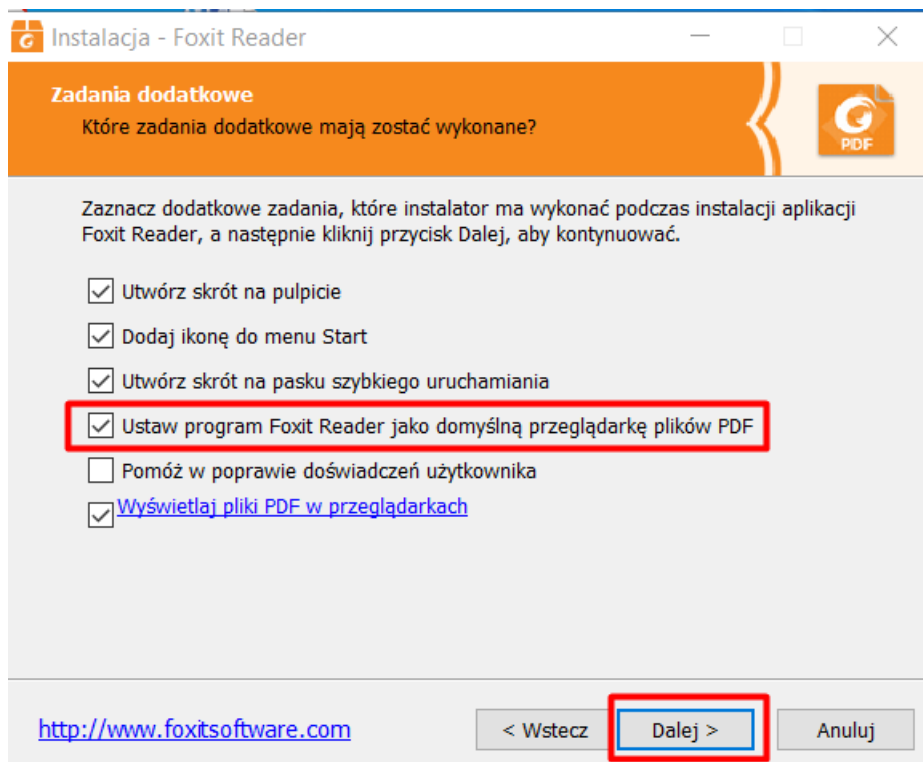 Instalacja - Foxit Reader
Zadania dodatkowe
Które zadania dodatkowe mają zostać wykonane?
PDF
Zaznacz dodatkowe zadania, które instalator ma wykonać podczas instalacji aplikacji
Foxit Reader, a następnie kliknij przycisk Dalej, aby kontynuować.
Utwórz skrót na pulpicie
Dodaj ikonę do menu Start
Utwórz skrót na pasku szybkiego uruchamiania
Ustaw program Foxit Reader jako domyślną przeglądarkę plików PDF
Pomóż w poprawie doświadczeń użytkownika
Wyświetlaj pliki PDF w przeglądarkach
http://www.foxitsoftware.com
< Wstecz
Dalej >
Anuluj